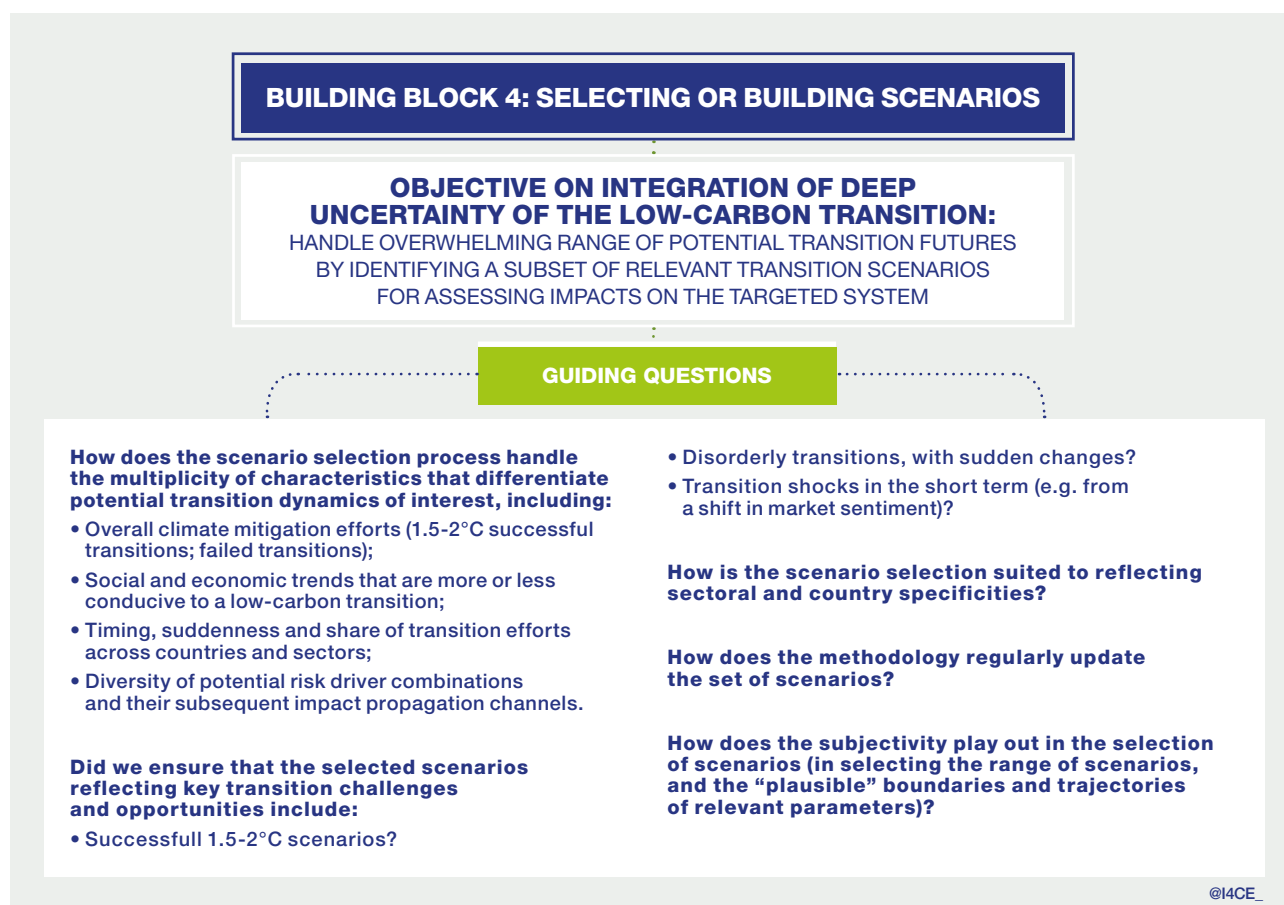 BUILDING BLOCK 4: SELECTING OR BUILDING SCENARIOS
OBJECTIVE ON INTEGRATION OF DEEP
UNCERTAINTY OF THE LOW-CARBON TRANSITION:
HANDLE OVERWHELMING RANGE OF POTENTIAL TRANSITION FUTURES
BY IDENTIFYING A SUBSET OF RELEVANT TRANSITION SCENARIOS
FOR ASSESSING IMPACTS ON THE TARGETED SYSTEM
GUIDING QUESTIONS
How does the scenario selection process handle
the multiplicity of characteristics that differentiate
potential transition dynamics of interest, including:
• Overall climate mitigation efforts (1.5-2°C successful
transitions; failed transitions);
• Social and economic trends that are more or less
conducive to a low-carbon transition;
• Timing, suddenness and share of transition efforts
across countries and sectors;
• Diversity of potential risk driver combinations
and their subsequent impact propagation channels.
Did we ensure that the selected scenarios
reflecting key transition challenges
and opportunities include:
• Successfull 1.5-2°C scenarios?
• Disorderly transitions, with sudden changes?
• Transition shocks in the short term (e.g. from
a shift in market sentiment)?
How is the scenario selection suited to reflecting
sectoral and country specificities?
How does the methodology regularly update
the set of scenarios?
How does the subjectivity play out in the selection
of scenarios (in selecting the range of scenarios,
and the “plausible” boundaries and trajectories
of relevant parameters)?
@I4CE_